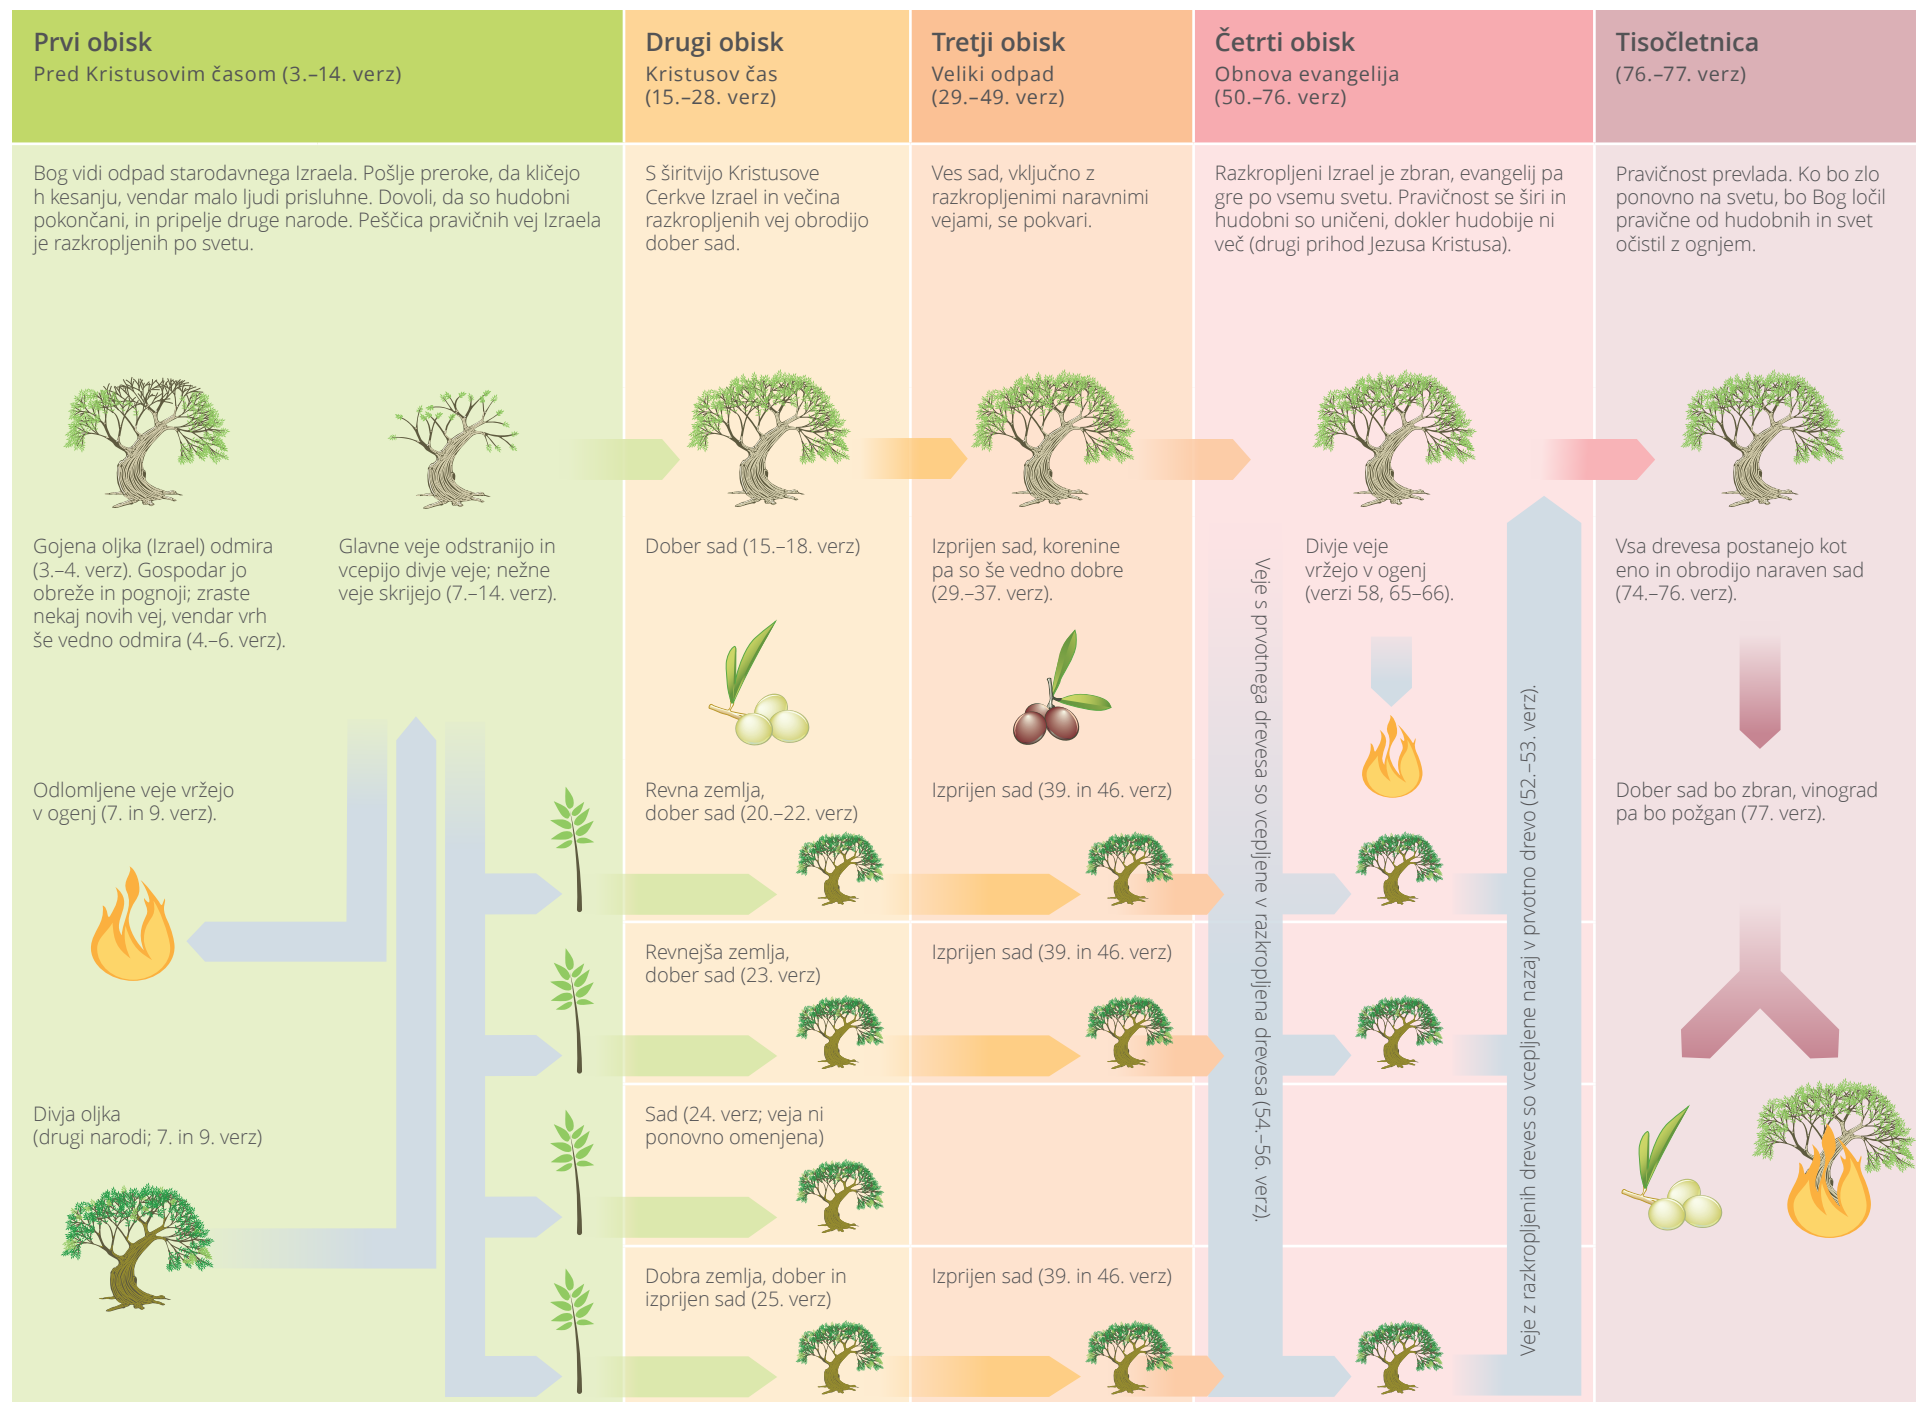 Prvi obisk
Pred Kristusovim časom (3.–14. verz)
Drugi obisk
Kristusov čas
(15.–28. verz)
Tretji obisk
Veliki odpad
(29.–49. verz)
Četrti obisk
Obnova evangelija
(50.–76. verz)
Tisočletnica
(76.–77. verz)
Bog vidi odpad starodavnega Izraela. Pošlje preroke, da kličejo
h kesanju, vendar malo ljudi prisluhne. Dovoli, da so hudobni
pokončani, in pripelje druge narode. Peščica pravičnih vej Izraela
je razkropljenih po svetu.
S širitvijo Kristusove
Cerkve Izrael in večina
razkropljenih vej obrodijo
dober sad.
Ves sad, vključno z
razkropljenimi naravnimi
vejami, se pokvari.
Razkropljeni Izrael je zbran, evangelij pa
gre po vsemu svetu. Pravičnost se širi in
hudobni so uničeni, dokler hudobije ni
več (drugi prihod Jezusa Kristusa).
Pravičnost prevlada. Ko bo zlo
ponovno na svetu, bo Bog ločil
pravične od hudobnih in svet
očistil z ognjem.
Gojena oljka (Izrael) odmira
(3.–4. verz). Gospodar jo
obreže in pognoji; zraste
nekaj novih vej, vendar vrh
še vedno odmira (4.–6. verz).
Glavne veje odstranijo in
vcepijo divje veje; nežne
veje skrijejo (7.–14. verz).
Dober sad (15.–18. verz)
Izprijen sad, korenine
pa so še vedno dobre
(29.–37. verz).
Divje veje
vržejo v ogenj
(verzi 58, 65–66).
Vsa drevesa postanejo kot
eno in obrodijo naraven sad
(74.–76. verz).
Odlomljene veje vržejo
v ogenj (7. in 9. verz).
Revna zemlja,
dober sad (20.–22. verz)
Izprijen sad (39. in 46. verz)
Veje s prvotnega drevesa so vcepljene v razkropljena drevesa (54.–56. verz).
Veje z razkropljenih dreves so vcepljene nazaj v prvotno drevo (52.–53. verz).
Dober sad bo zbran, vinograd
pa bo požgan (77. verz).
Revnejša zemlja,
dober sad (23. verz)
Izprijen sad (39. in 46. verz)
Divja oljka
(drugi narodi; 7. in 9. verz)
Sad (24. verz; veja ni
ponovno omenjena)
Dobra zemlja, dober in
izprijen sad (25. verz)
Izprijen sad (39. in 46. verz)